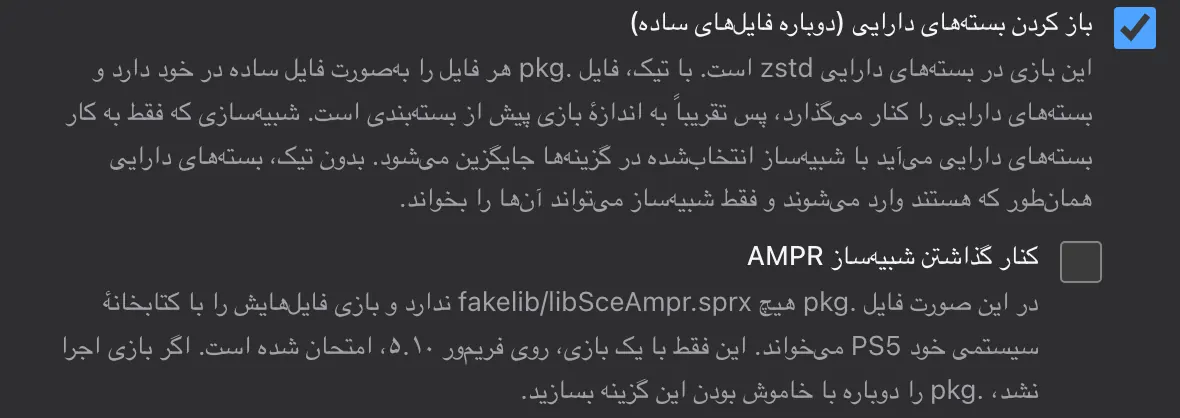 باز کردن بسته‌های دارایی (دوباره فایل‌های ساده)
این بازی در بسته‌های دارایی zstd است. با تیک، فایل .pkg هر فایل را به‌صورت فایل ساده در خود دارد و
بسته‌های دارایی را کنار می‌گذارد، پس تقریباً به اندازهٔ بازی پیش از بسته‌بندی است. شبیه‌سازی که فقط به کار
بسته‌های دارایی می‌آید با شبیه‌ساز انتخاب‌شده در گزینه‌ها جایگزین می‌شود. بدون تیک، بسته‌های دارایی
همان‌طور که هستند وارد می‌شوند و فقط شبیه‌ساز می‌تواند آن‌ها را بخواند.
کنار گذاشتن شبیه‌ساز AMPR
در این صورت فایل .pkg هیچ fakelib/libSceAmpr.sprx ندارد و بازی فایل‌هایش را با کتابخانهٔ
سیستمی خود PS5 می‌خواند. این فقط با یک بازی، روی فریم‌ور ۵.۱۰، امتحان شده است. اگر بازی اجرا
نشد، .pkg را دوباره با خاموش بودن این گزینه بسازید.